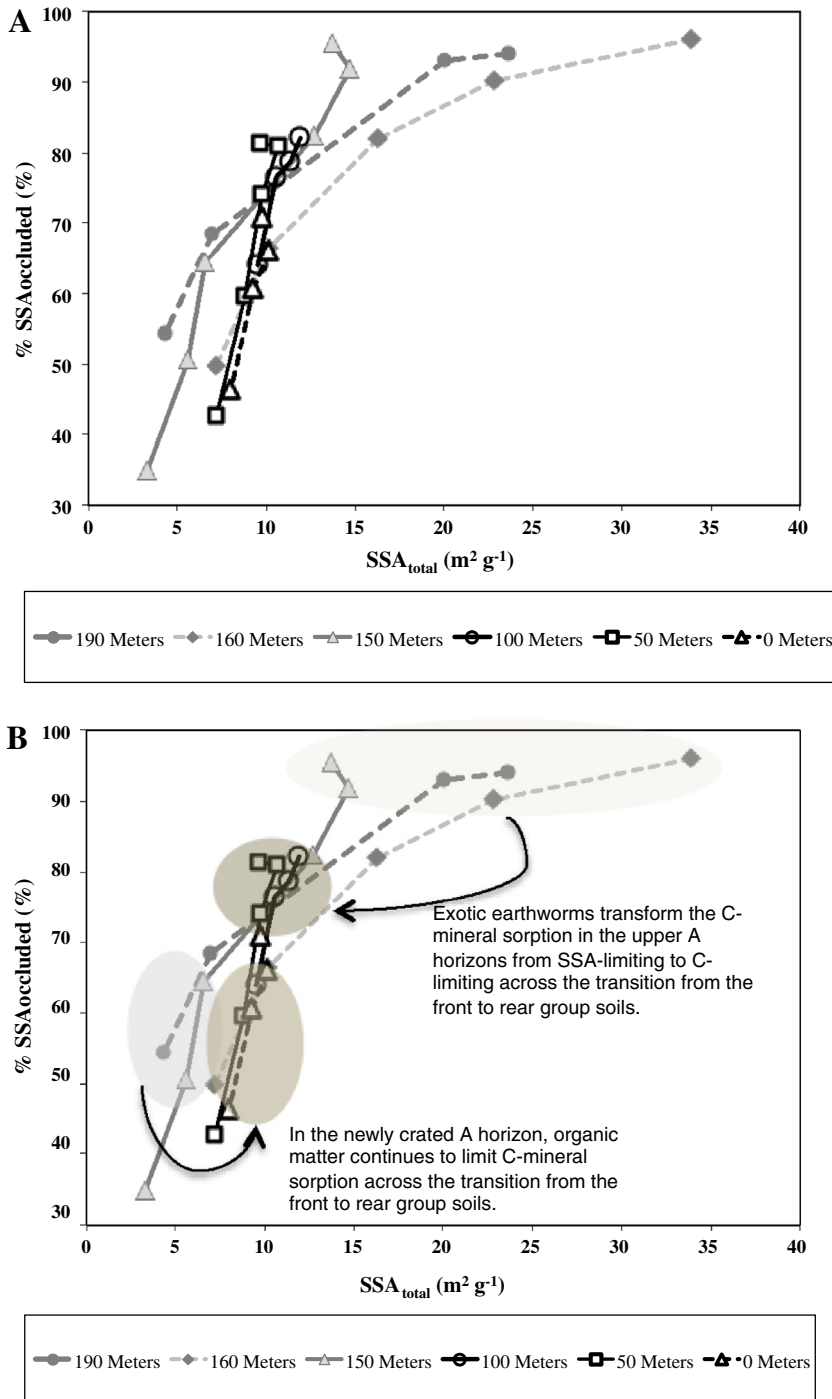 A
100
90
80
70
60
50
40
30
% SSAoccluded (%)
0 5 10 15 20 25 30 35 40
SSAtotal (m² g⁻¹)
190 Meters 160 Meters 150 Meters 100 Meters 50 Meters 0 Meters
B
100
90
80
70
60
50
40
30
% SSAoccluded (%)
Exotic earthworms transform the C-
mineral sorption in the upper A
horizons from SSA-limiting to C-
limiting across the transition from the
front to rear group soils.
In the newly crated A horizon, organic
matter continues to limit C-mineral
sorption across the transition from the
front to rear group soils.
0 5 10 15 20 25 30 35 40
SSAtotal (m² g⁻¹)
190 Meters 160 Meters 150 Meters 100 Meters 50 Meters 0 Meters